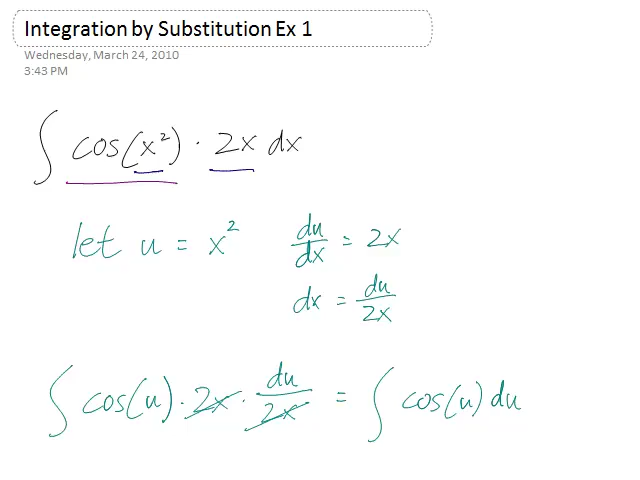 Integration by Substitution Ex 1
Wednesday, March 24, 2010
3:43 PM
∫ cos(x²) · 2x dx
let u = x² du/dx = 2x
dx = du/2x
∫ cos(u) · 2x · du/2x = ∫ cos(u) du